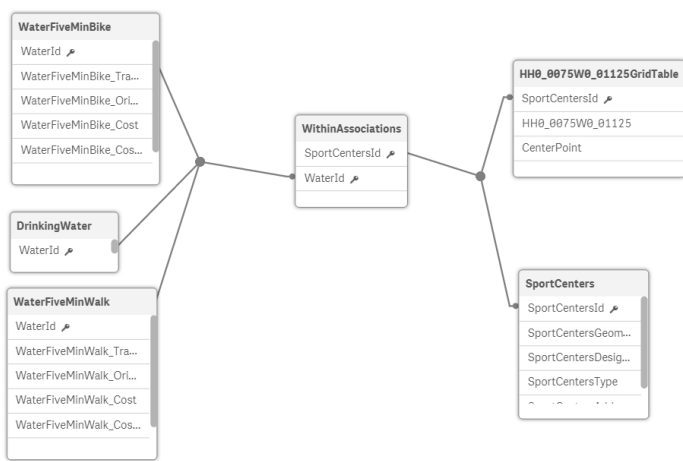 WaterFiveMinBike
WaterId
WaterFiveMinBike_Tra...
WaterFiveMinBike_Ori...
WaterFiveMinBike_Cost
WaterFiveMinBike_Cos...
DrinkingWater
WaterId
WaterFiveMinWalk
WaterId
WaterFiveMinWalk_Tra...
WaterFiveMinWalk_Ori...
WaterFiveMinWalk_Cost
WaterFiveMinWalk_Cos...
WithinAssociations
SportCentersId
WaterId
HH0_0075W0_01125GridTable
SportCentersId
HH0_0075W0_01125
CenterPoint
SportCenters
SportCentersId
SportCentersGeom...
SportCentersDesig...
SportCentersType